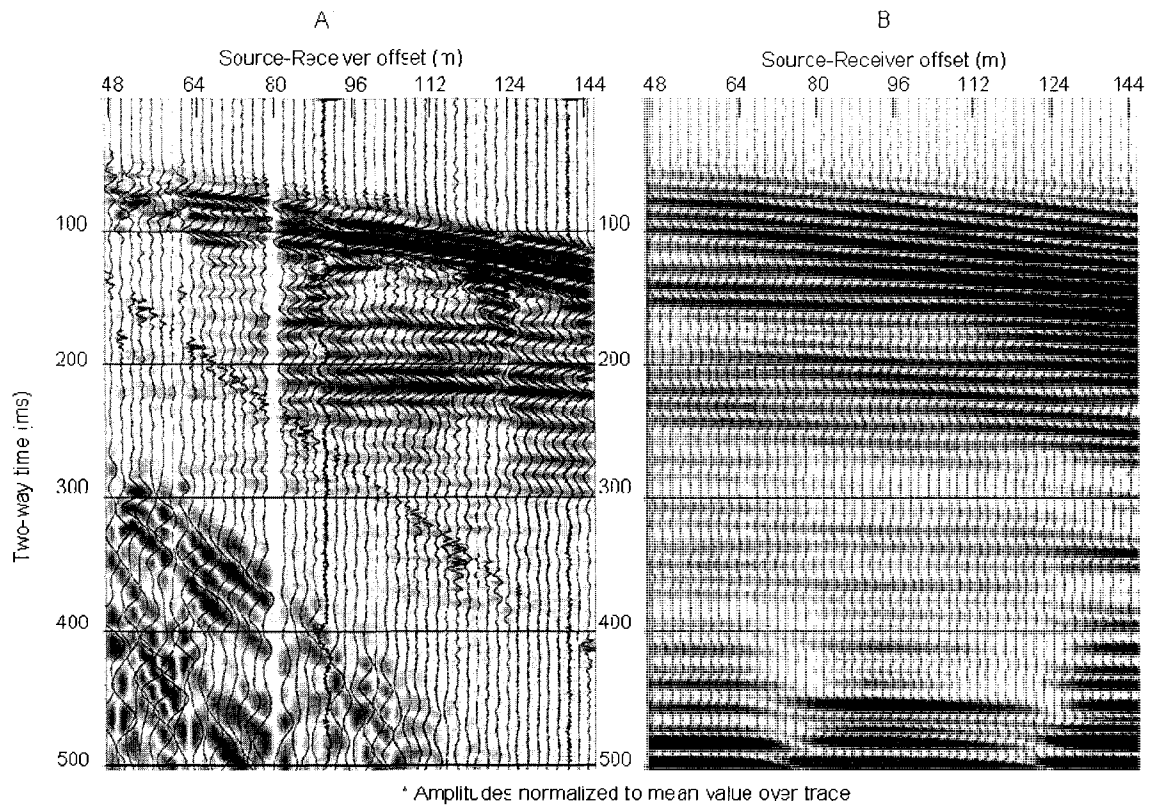 A B
Source-Receiver offset (m) Source-Receiver offset (m)
48 64 80 96 112 124 144 48 64 80 96 112 124 144
100 100
200 200
Two-way time (ms)
300 300
400 400
500 500
* Amplitudes normalized to mean value over trace